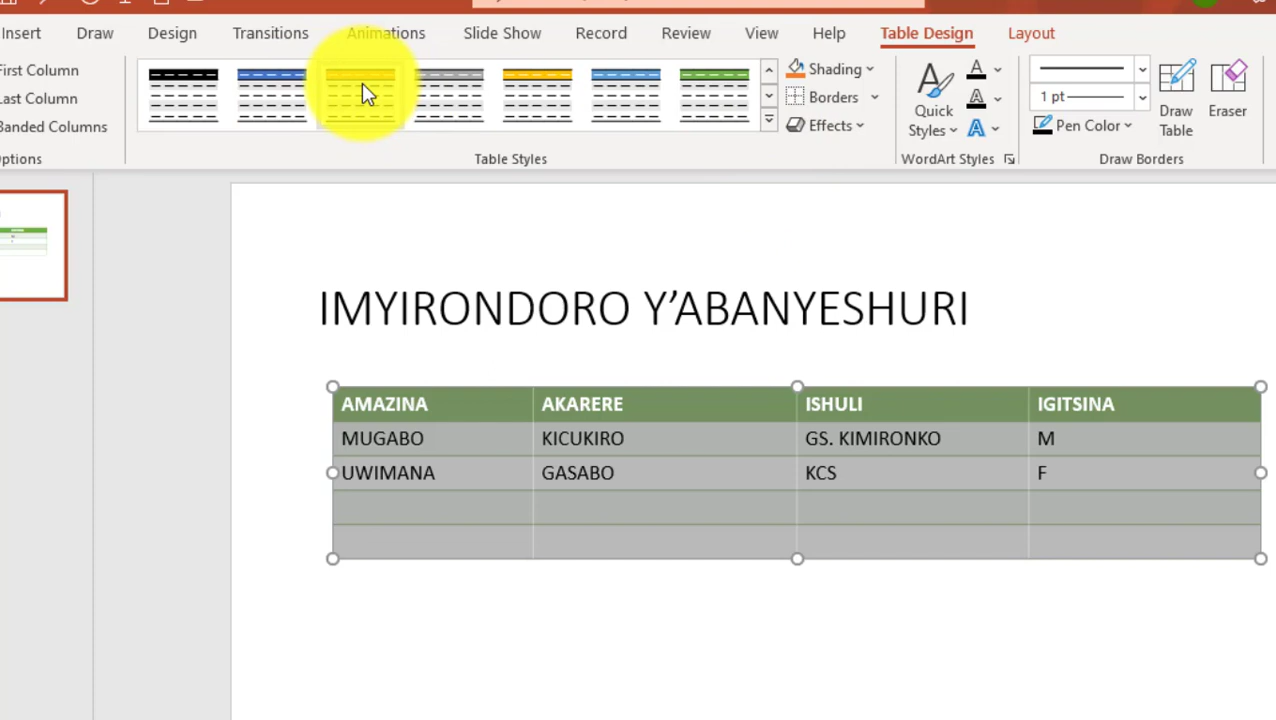 Insert Draw Design Transitions Animations Slide Show Record Review View Help Table Design Layout
First Column
Last Column
Banded Columns
Shading
Borders
Effects
Quick
Styles
1 pt
Pen Color
Draw
Table
Eraser
ptions Table Styles WordArt Styles Draw Borders
IMYIRONDORO Y’ABANYESHURI
AMAZINA AKARERE ISHULI IGITSINA
MUGABO KICUKIRO GS. KIMIRONKO M
UWIMANA GASABO KCS F